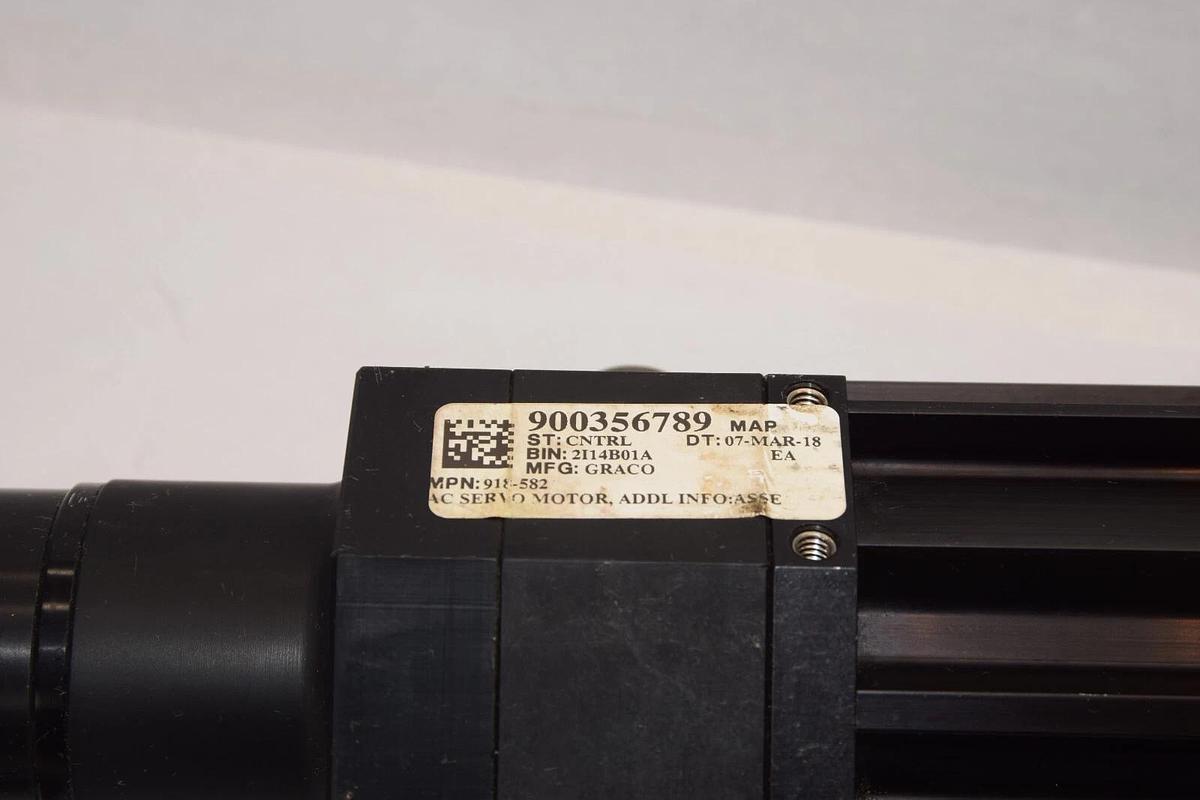 900356789 MAP
ST: CNTRL DT: 07-MAR-18
BIN: 2I14B01A EA
MFG: GRACO
MPN: 918-582
AC SERVO MOTOR, ADDL INFO:ASSE